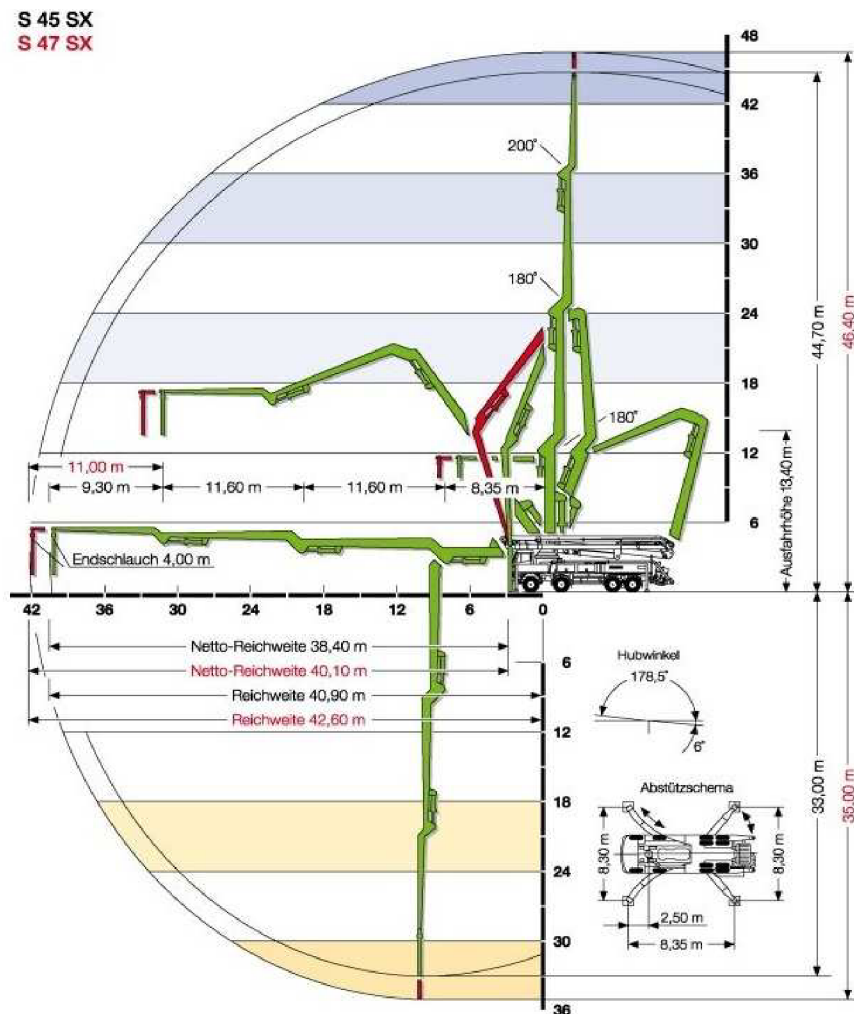 S 45 SX
S 47 SX
48
42
200°
36
30
180°
24
44,70 m
46,40 m
18
180°
12
11,00 m
9,30 m
11,60 m
11,60 m
8,35 m
Ausfahrhöhe 13,40 m
6
Endschlauch 4,00 m
42
36
30
24
18
12
6
0
Netto-Reichweite 38,40 m
Netto-Reichweite 40,10 m
Reichweite 40,90 m
Reichweite 42,60 m
6
Hubwinkel
178,5°
6°
12
33,00 m
35,00 m
Abstützschema
18
8,30 m
8,30 m
24
2,50 m
8,35 m
30
36